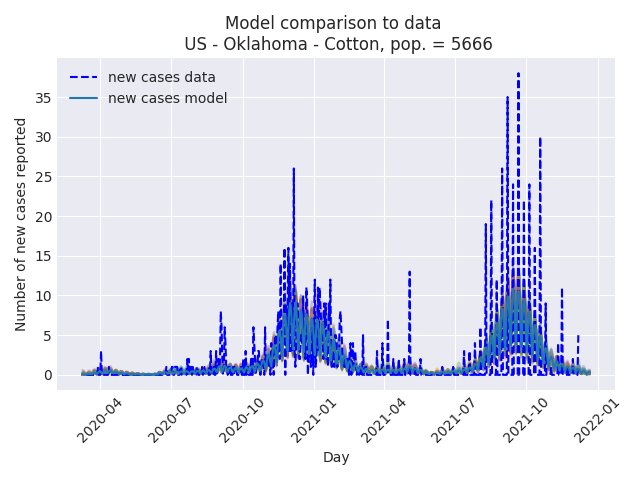 Model comparison to data
US - Oklahoma - Cotton, pop. = 5666
new cases data
new cases model
Number of new cases reported
35
30
25
20
15
10
5
0
2020-04
2020-07
2020-10
2021-01
2021-04
2021-07
2021-10
2022-01
Day